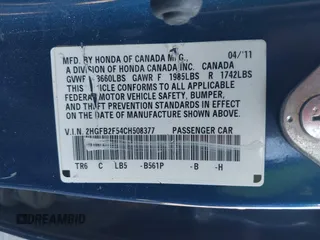 MFD. BY HONDA OF CANADA MFG., 04/'11
A DIVISION OF HONDA CANADA INC. CANADA
GVWR 3660LBS GAWR F 1985LBS R 1742LBS
THIS VEHICLE CONFORMS TO ALL APPLICABLE
FEDERAL MOTOR VEHICLE SAFETY, BUMPER,
AND THEFT PREVENTION STANDARDS IN EFFECT
ON THE DATE OF MANUFACTURE SHOWN ABOVE.
V.I.N. 2HGFB2F54CH508377 PASSENGER CAR
TR6 C LB5 -B561P -B -H
DREAMBID